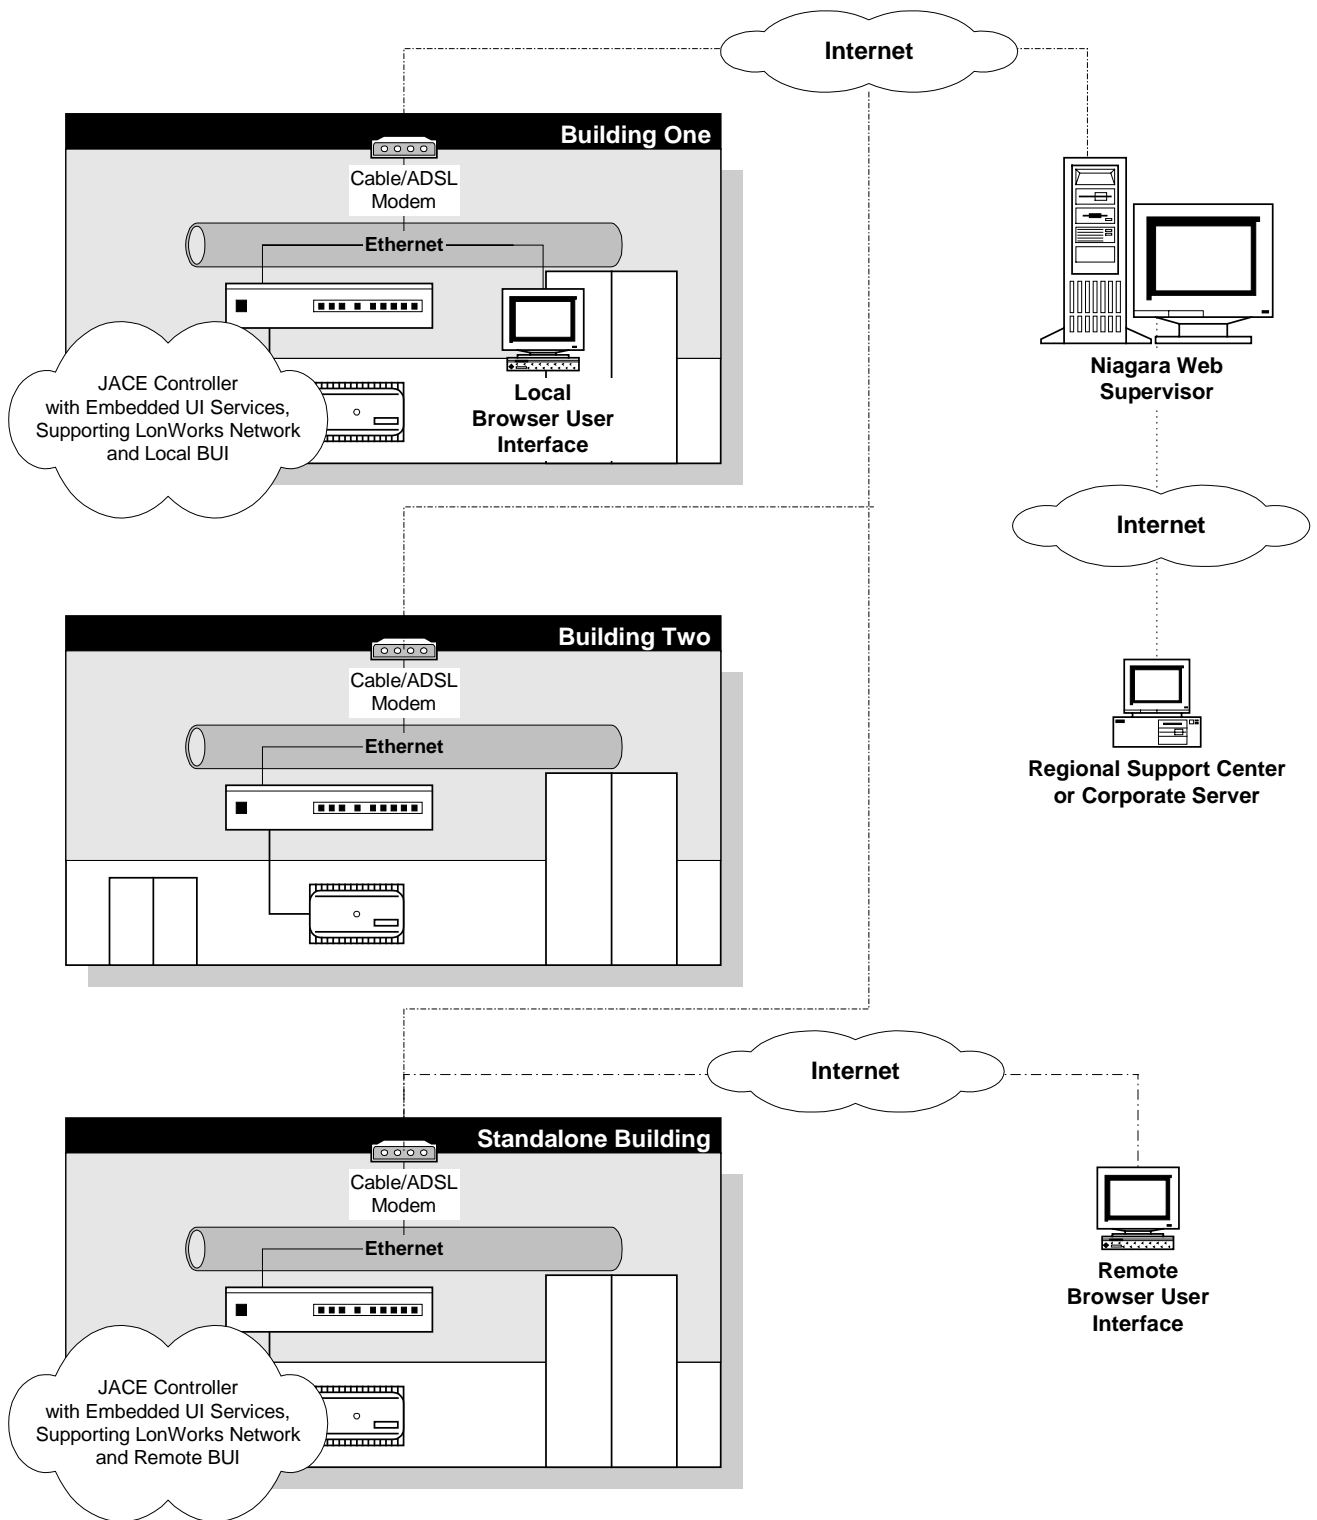 Internet
Building One
Cable/ADSL
Modem
Ethernet
JACE Controller
with Embedded UI Services,
Supporting LonWorks Network
and Local BUI
Local
Browser User
Interface
Niagara Web
Supervisor
Internet
Building Two
Cable/ADSL
Modem
Ethernet
Regional Support Center
or Corporate Server
Internet
Standalone Building
Cable/ADSL
Modem
Ethernet
JACE Controller
with Embedded UI Services,
Supporting LonWorks Network
and Remote BUI
Remote
Browser User
Interface